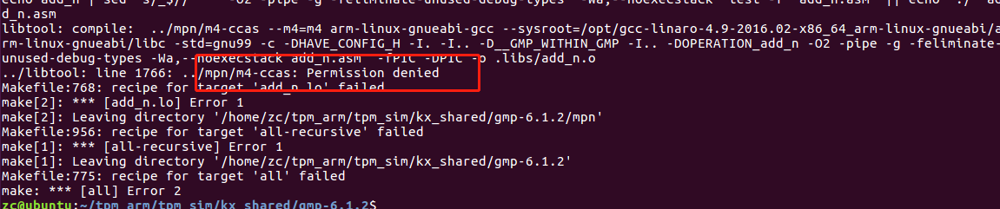 echo add_n | sed 's/_$//'` -O2 -pipe -g -feliminate-unused-debug-types -Wa,--noexecstack `test -f 'add_n.asm' || echo './'`ad
d_n.asm
libtool: compile:  ../mpn/m4-ccas --m4=m4 arm-linux-gnueabi-gcc --sysroot=/opt/gcc-linaro-4.9-2016.02-x86_64_arm-linux-gnueabi/a
rm-linux-gnueabi/libc -std=gnu99 -c -DHAVE_CONFIG_H -I. -I.. -D__GMP_WITHIN_GMP -I.. -DOPERATION_add_n -O2 -pipe -g -feliminate-
unused-debug-types -Wa,--noexecstack add_n.asm  -fPIC -DPIC -o .libs/add_n.o
../libtool: line 1766: ../mpn/m4-ccas: Permission denied
Makefile:768: recipe for target 'add_n.lo' failed
make[2]: *** [add_n.lo] Error 1
make[2]: Leaving directory '/home/zc/tpm_arm/tpm_sim/kx_shared/gmp-6.1.2/mpn'
Makefile:956: recipe for target 'all-recursive' failed
make[1]: *** [all-recursive] Error 1
make[1]: Leaving directory '/home/zc/tpm_arm/tpm_sim/kx_shared/gmp-6.1.2'
Makefile:775: recipe for target 'all' failed
make: *** [all] Error 2
zc@ubuntu:~/tpm_arm/tpm_sim/kx_shared/gmp-6.1.2$